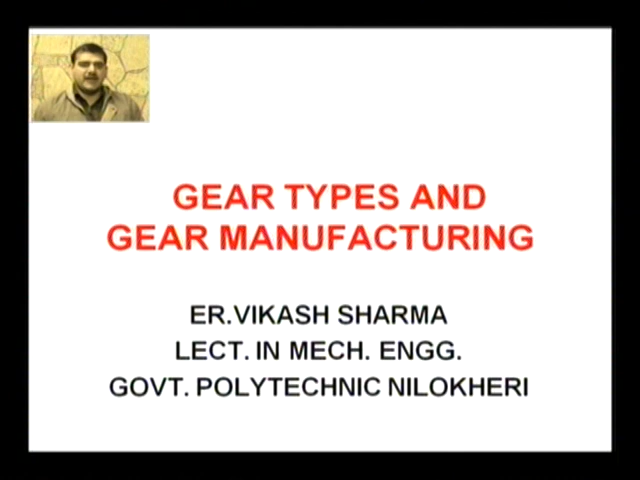 GEAR TYPES AND
GEAR MANUFACTURING
ER.VIKASH SHARMA
LECT. IN MECH. ENGG.
GOVT. POLYTECHNIC NILOKHERI